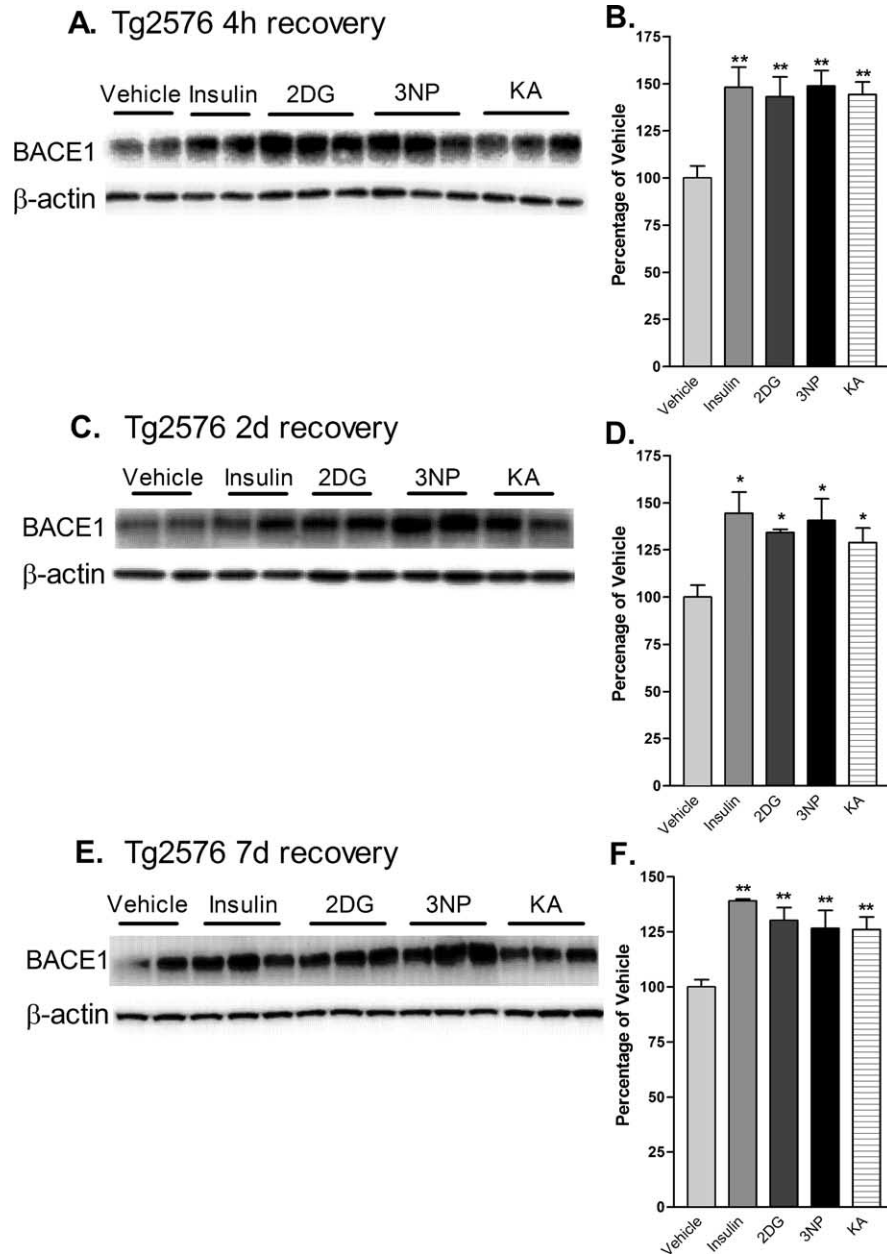 A. Tg2576 4h recovery
Vehicle Insulin 2DG 3NP KA
BACE1
β-actin
B.
Percentage of Vehicle
175
150
125
100
75
50
25
0
** ** ** **
Vehicle Insulin 2DG 3NP KA
C. Tg2576 2d recovery
Vehicle Insulin 2DG 3NP KA
BACE1
β-actin
D.
Percenage of Vehicle
175
150
125
100
75
50
25
0
* * * *
Vehicle Insulin 2DG 3NP KA
E. Tg2576 7d recovery
Vehicle Insulin 2DG 3NP KA
BACE1
β-actin
F.
Percentage of Vehicle
150
125
100
75
50
25
0
** ** ** **
Vehicle Insulin 2DG 3NP KA